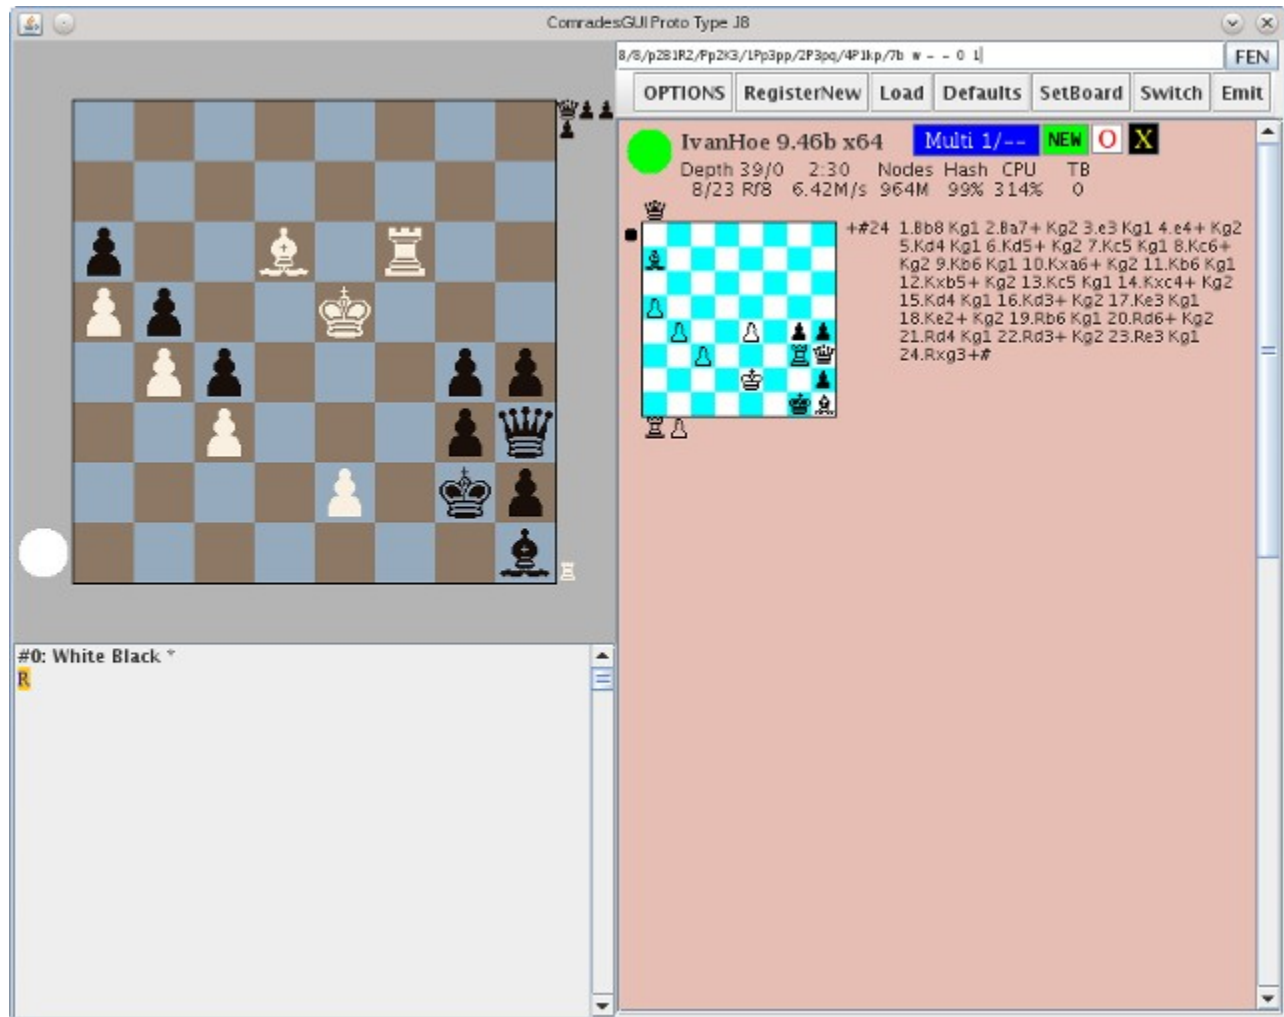 ComradesGUI Proto Type J8
8/8/p2B1R2/Pp2K3/1Pp3pp/2P3pq/4P1kp/7b w - - 0 1
FEN
OPTIONS RegisterNew Load Defaults SetBoard Switch Emit
IvanHoe 9.46b x64 Multi 1/-- NEW O X
Depth 39/0 2:30 Nodes Hash CPU TB
8/23 Rf8 6.42M/s 964M 99% 314% 0
+#24 1.Bb8 Kg1 2.Ba7+ Kg2 3.e3 Kg1 4.e4+ Kg2
5.Kd4 Kg1 6.Kd5+ Kg2 7.Kc5 Kg1 8.Kc6+
Kg2 9.Kb6 Kg1 10.Kxa6+ Kg2 11.Kb6 Kg1
12.Kxb5+ Kg2 13.Kc5 Kg1 14.Kxc4+ Kg2
15.Kd4 Kg1 16.Kd3+ Kg2 17.Ke3 Kg1
18.Ke2+ Kg2 19.Rb6 Kg1 20.Rd6+ Kg2
21.Rd4 Kg1 22.Rd3+ Kg2 23.Re3 Kg1
24.Rxg3+#
#0: White Black *
R